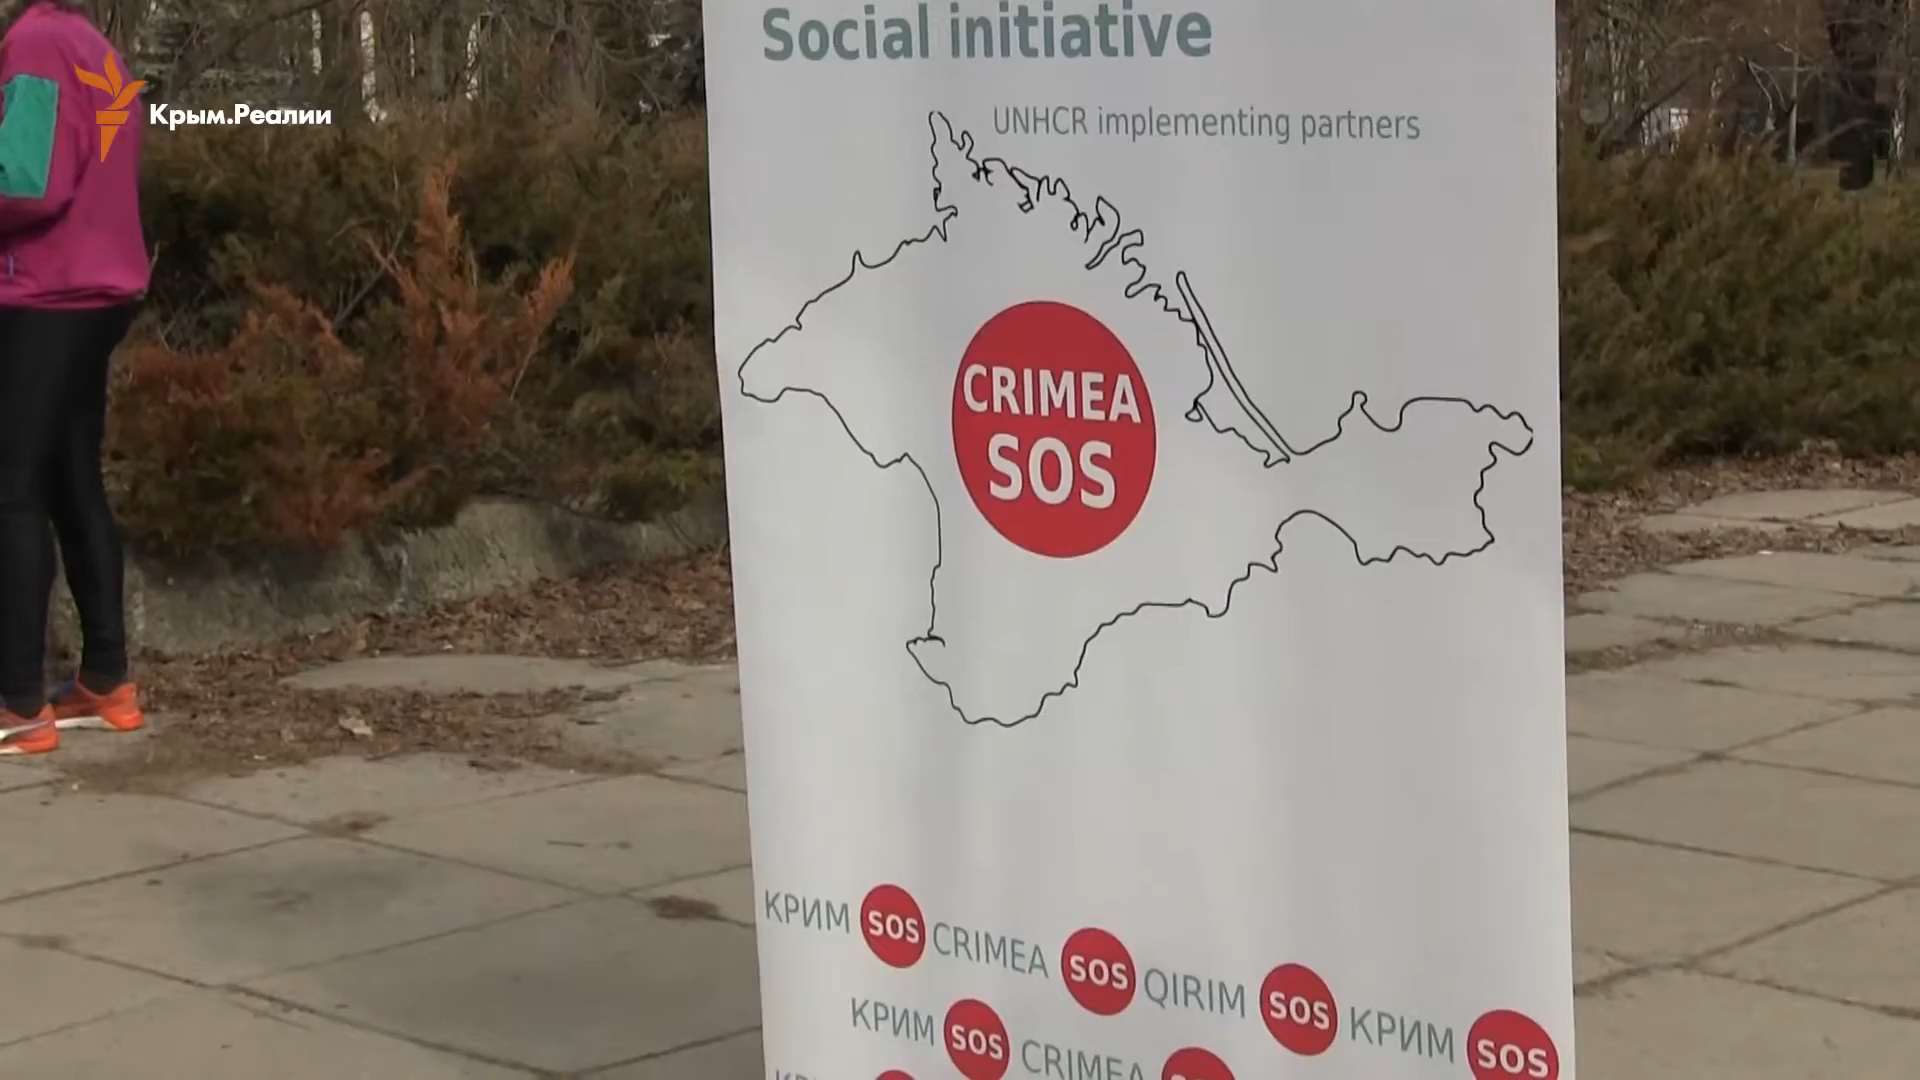 Social initiative
Крым.Реалии
UNHCR implementing partners
CRIMEA
SOS
КРИМ SOS CRIMEA SOS QIRIM SOS КРИМ SOS
КРИМ SOS CRIMEA